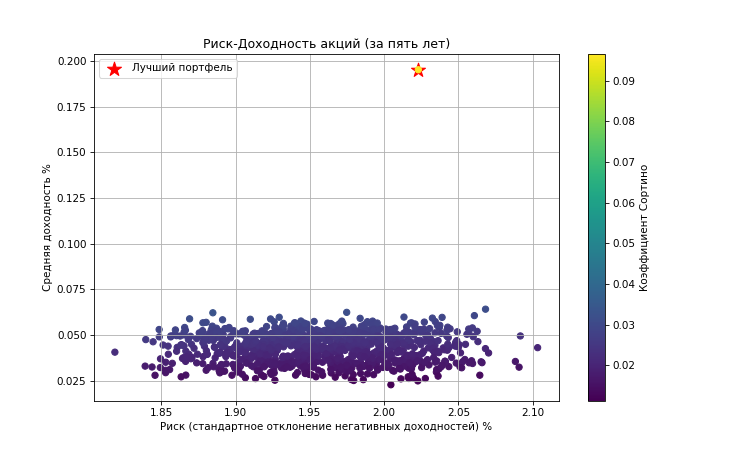 Риск-Доходность акций (за пять лет)
Лучший портфель
0.200
0.175
0.150
0.125
0.100
0.075
0.050
0.025
Средняя доходность %
1.85 1.90 1.95 2.00 2.05 2.10
Риск (стандартное отклонение негативных доходностей) %
0.09
0.08
0.07
0.06
0.05
0.04
0.03
0.02
Коэффициент Сортино